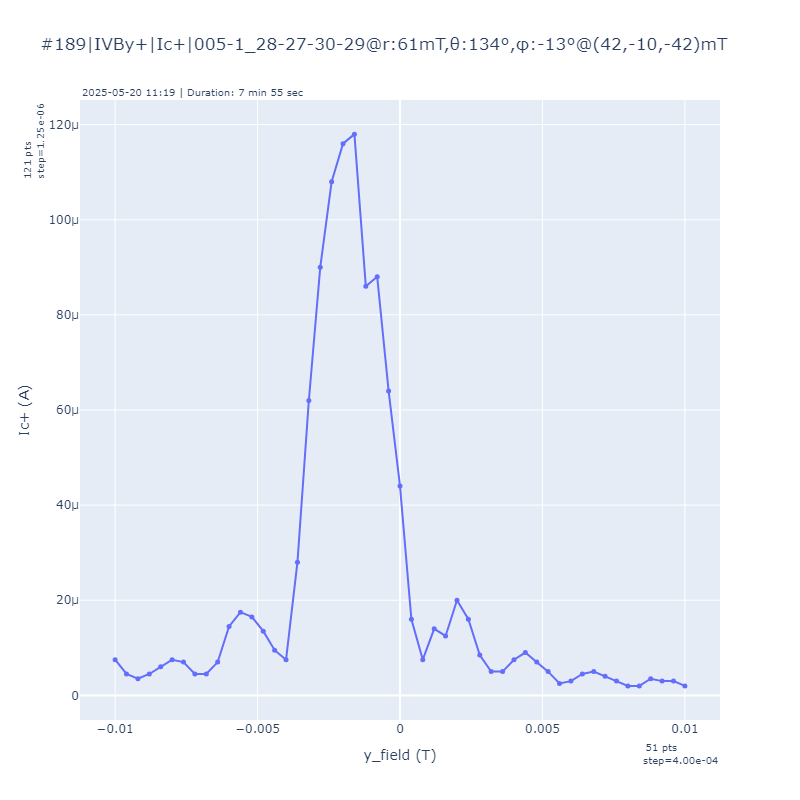 #189|IVBy+|Ic+|005-1_28-27-30-29@r:61mT,θ:134°,φ:-13°@(42,-10,-42)mT
2025-05-20 11:19 | Duration: 7 min 55 sec
121 pts
step=1.25e-06
120μ
100μ
80μ
60μ
40μ
20μ
0
Ic+ (A)
−0.01
−0.005
0
0.005
0.01
y_field (T)
51 pts
step=4.00e-04